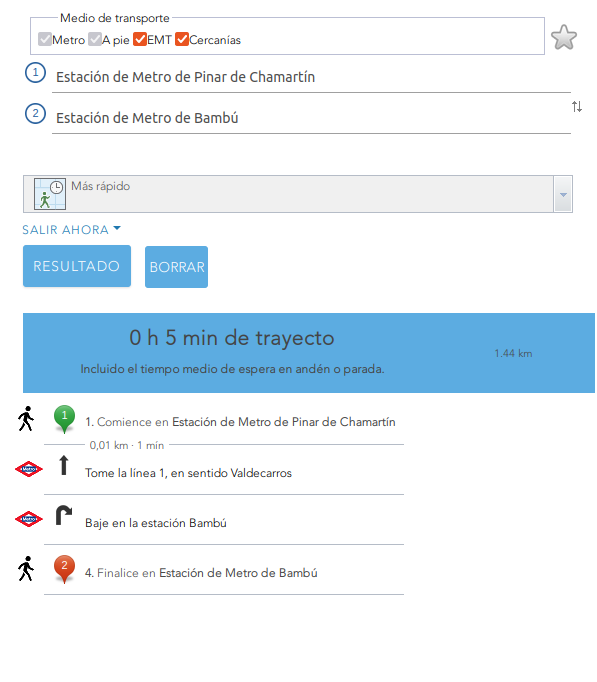 Medio de transporte
Metro A pie EMT Cercanías
1 Estación de Metro de Pinar de Chamartín
2 Estación de Metro de Bambú
Más rápido
SALIR AHORA
RESULTADO BORRAR
0 h 5 min de trayecto
1.44 km
Incluido el tiempo medio de espera en andén o parada.
1 1. Comience en Estación de Metro de Pinar de Chamartín
0,01 km · 1 min
Metro Tome la línea 1, en sentido Valdecarros
Metro Baje en la estación Bambú
2 4. Finalice en Estación de Metro de Bambú